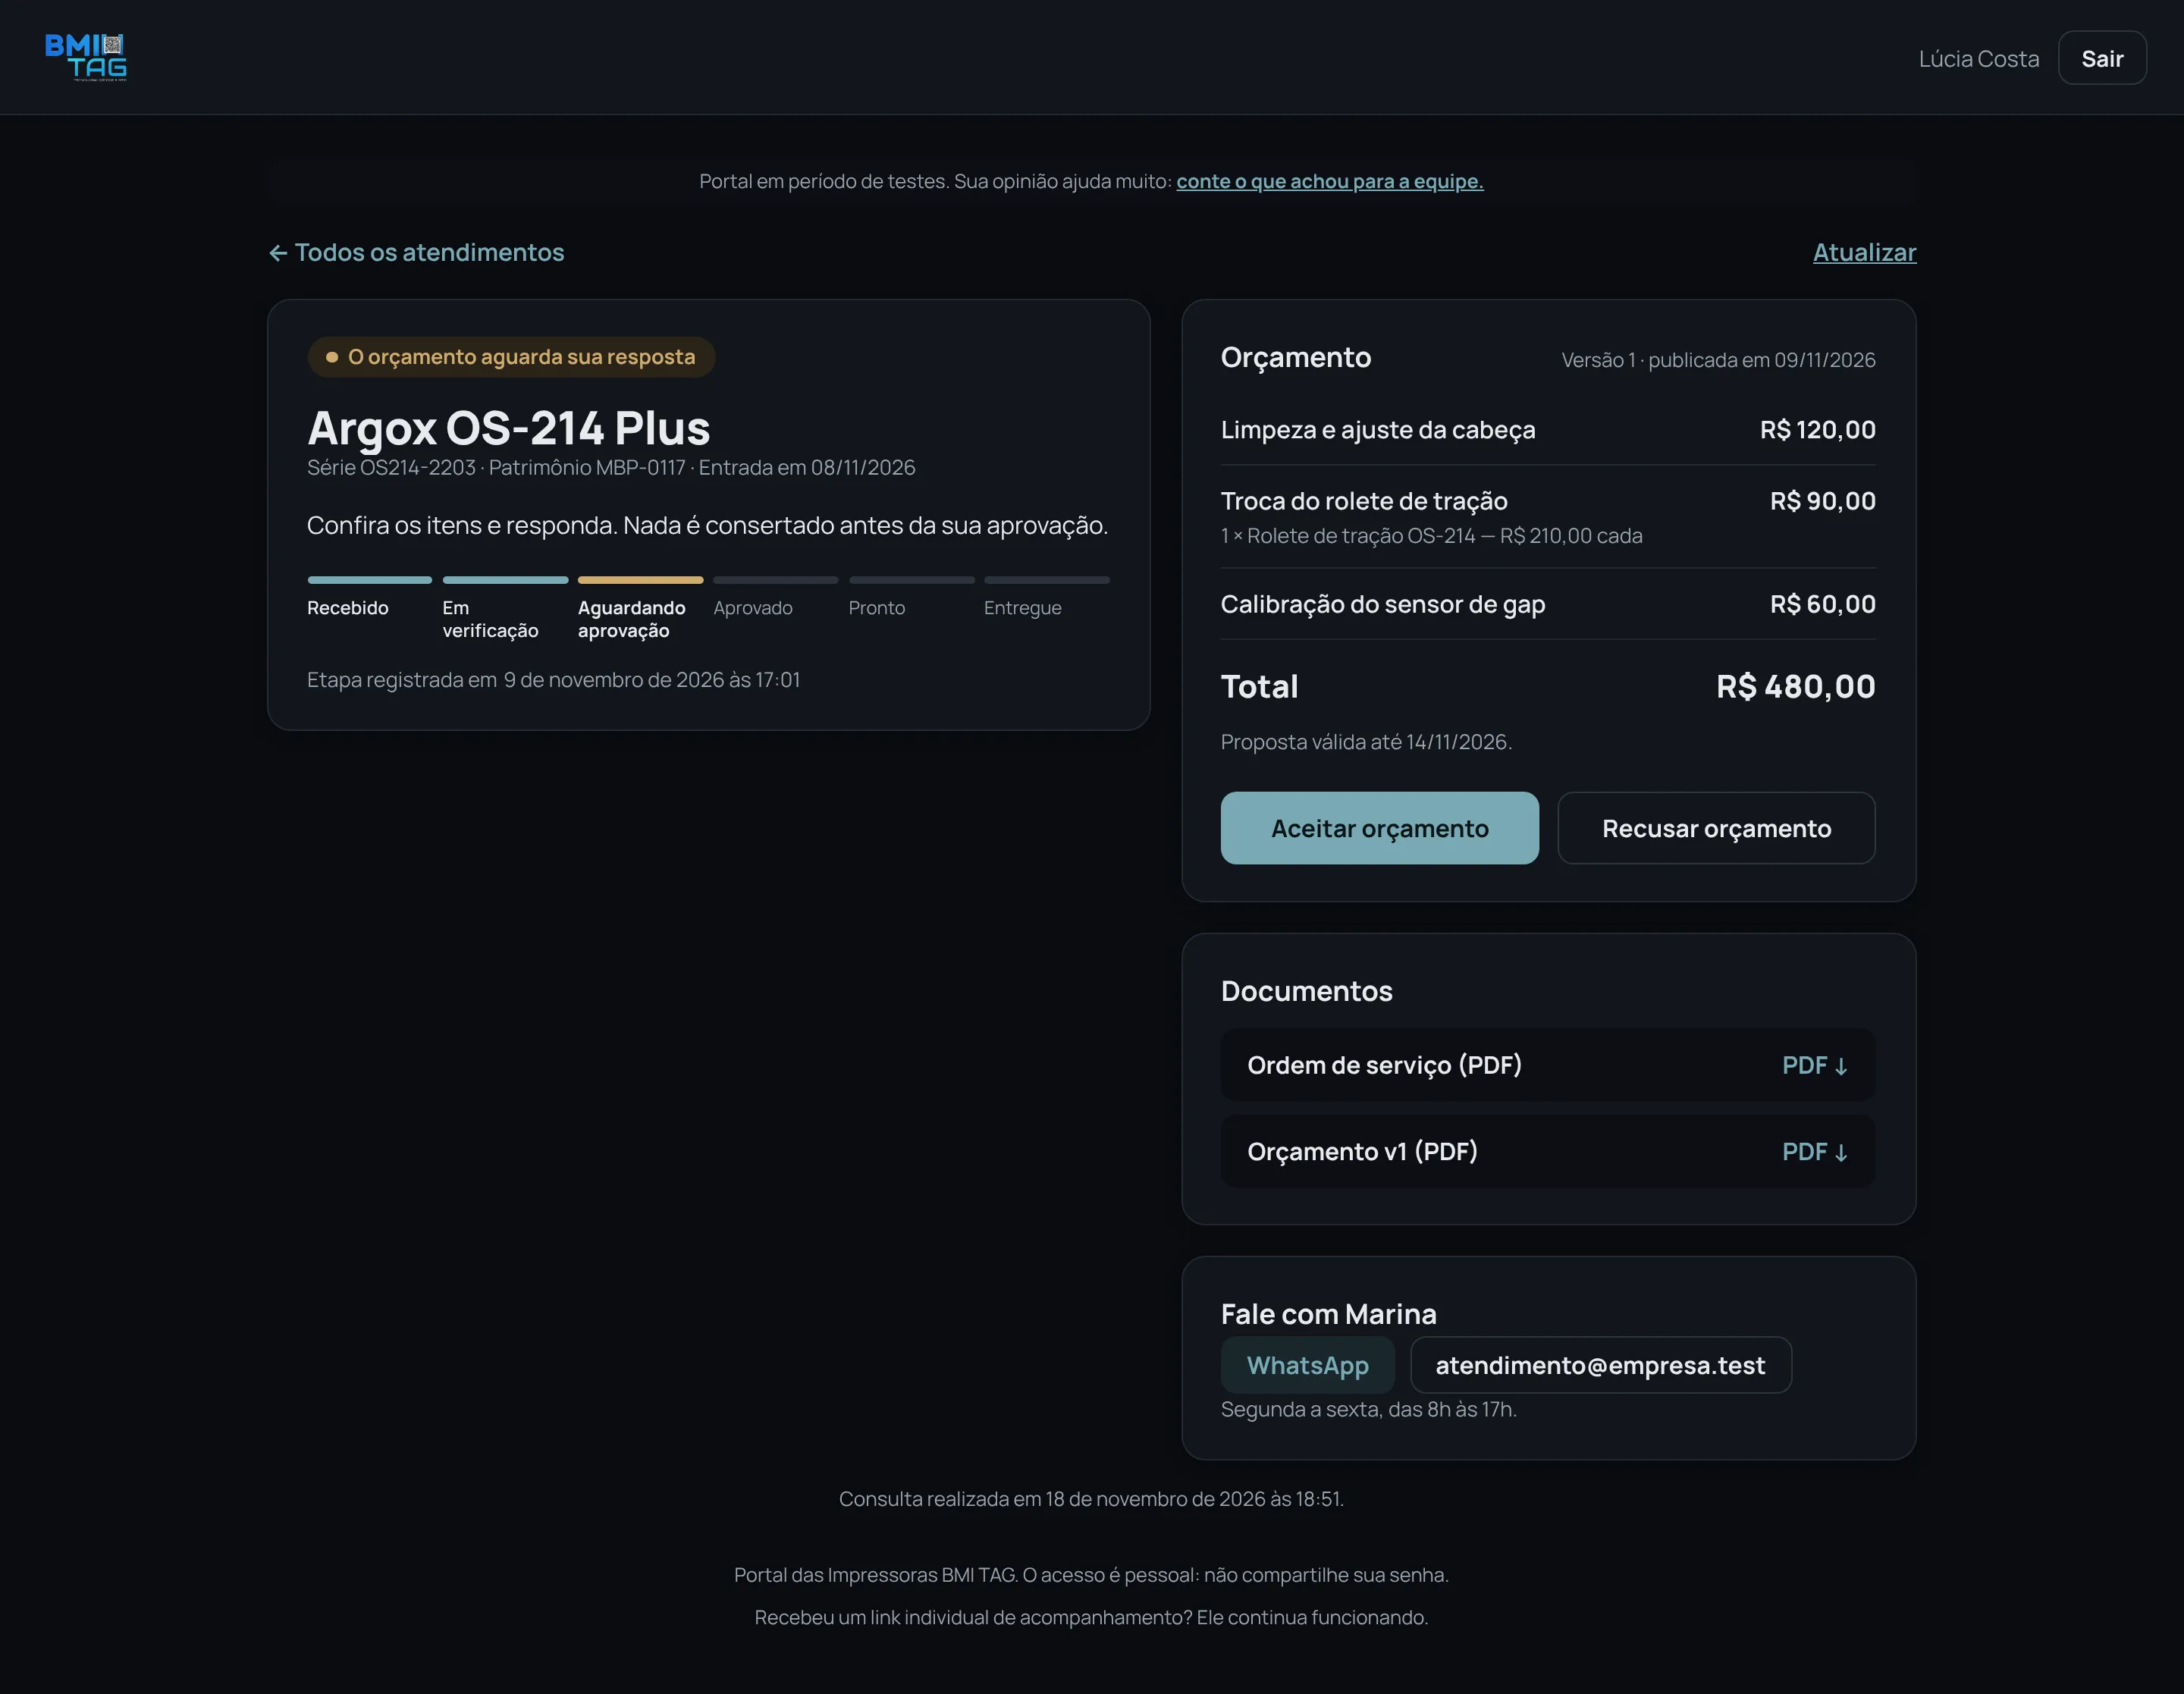 BMI
TAG
Lúcia Costa
Sair
Portal em período de testes. Sua opinião ajuda muito: conte o que achou para a equipe.
← Todos os atendimentos
Atualizar
O orçamento aguarda sua resposta
Argox OS-214 Plus
Série OS214-2203 · Patrimônio MBP-0117 · Entrada em 08/11/2026
Confira os itens e responda. Nada é consertado antes da sua aprovação.
Recebido
Em
verificação
Aguardando
aprovação
Aprovado
Pronto
Entregue
Etapa registrada em 9 de novembro de 2026 às 17:01
Orçamento
Versão 1 · publicada em 09/11/2026
Limpeza e ajuste da cabeça R$ 120,00
Troca do rolete de tração R$ 90,00
1 × Rolete de tração OS-214 — R$ 210,00 cada
Calibração do sensor de gap R$ 60,00
Total R$ 480,00
Proposta válida até 14/11/2026.
Aceitar orçamento
Recusar orçamento
Documentos
Ordem de serviço (PDF) PDF ↓
Orçamento v1 (PDF) PDF ↓
Fale com Marina
WhatsApp
atendimento@empresa.test
Segunda a sexta, das 8h às 17h.
Consulta realizada em 18 de novembro de 2026 às 18:51.
Portal das Impressoras BMI TAG. O acesso é pessoal: não compartilhe sua senha.
Recebeu um link individual de acompanhamento? Ele continua funcionando.